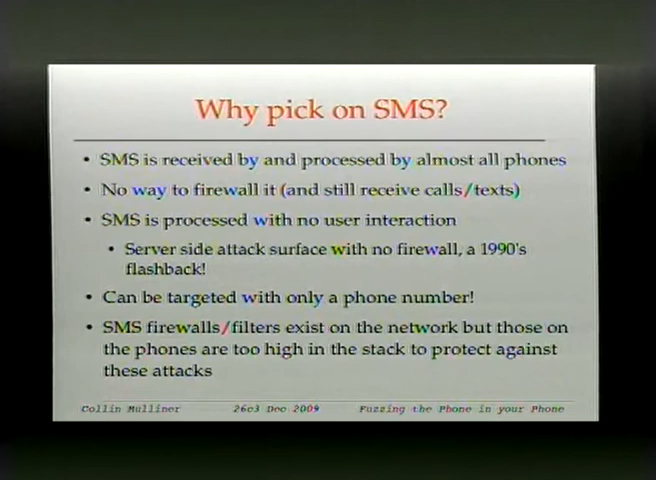 Why pick on SMS?
• SMS is received by and processed by almost all phones
• No way to firewall it (and still receive calls/texts)
• SMS is processed with no user interaction
• Server side attack surface with no firewall, a 1990's
flashback!
• Can be targeted with only a phone number!
• SMS firewalls/filters exist on the network but those on
the phones are too high in the stack to protect against
these attacks
Collin Mulliner 26c3 Dec 2009 Fuzzing the Phone in your Phone